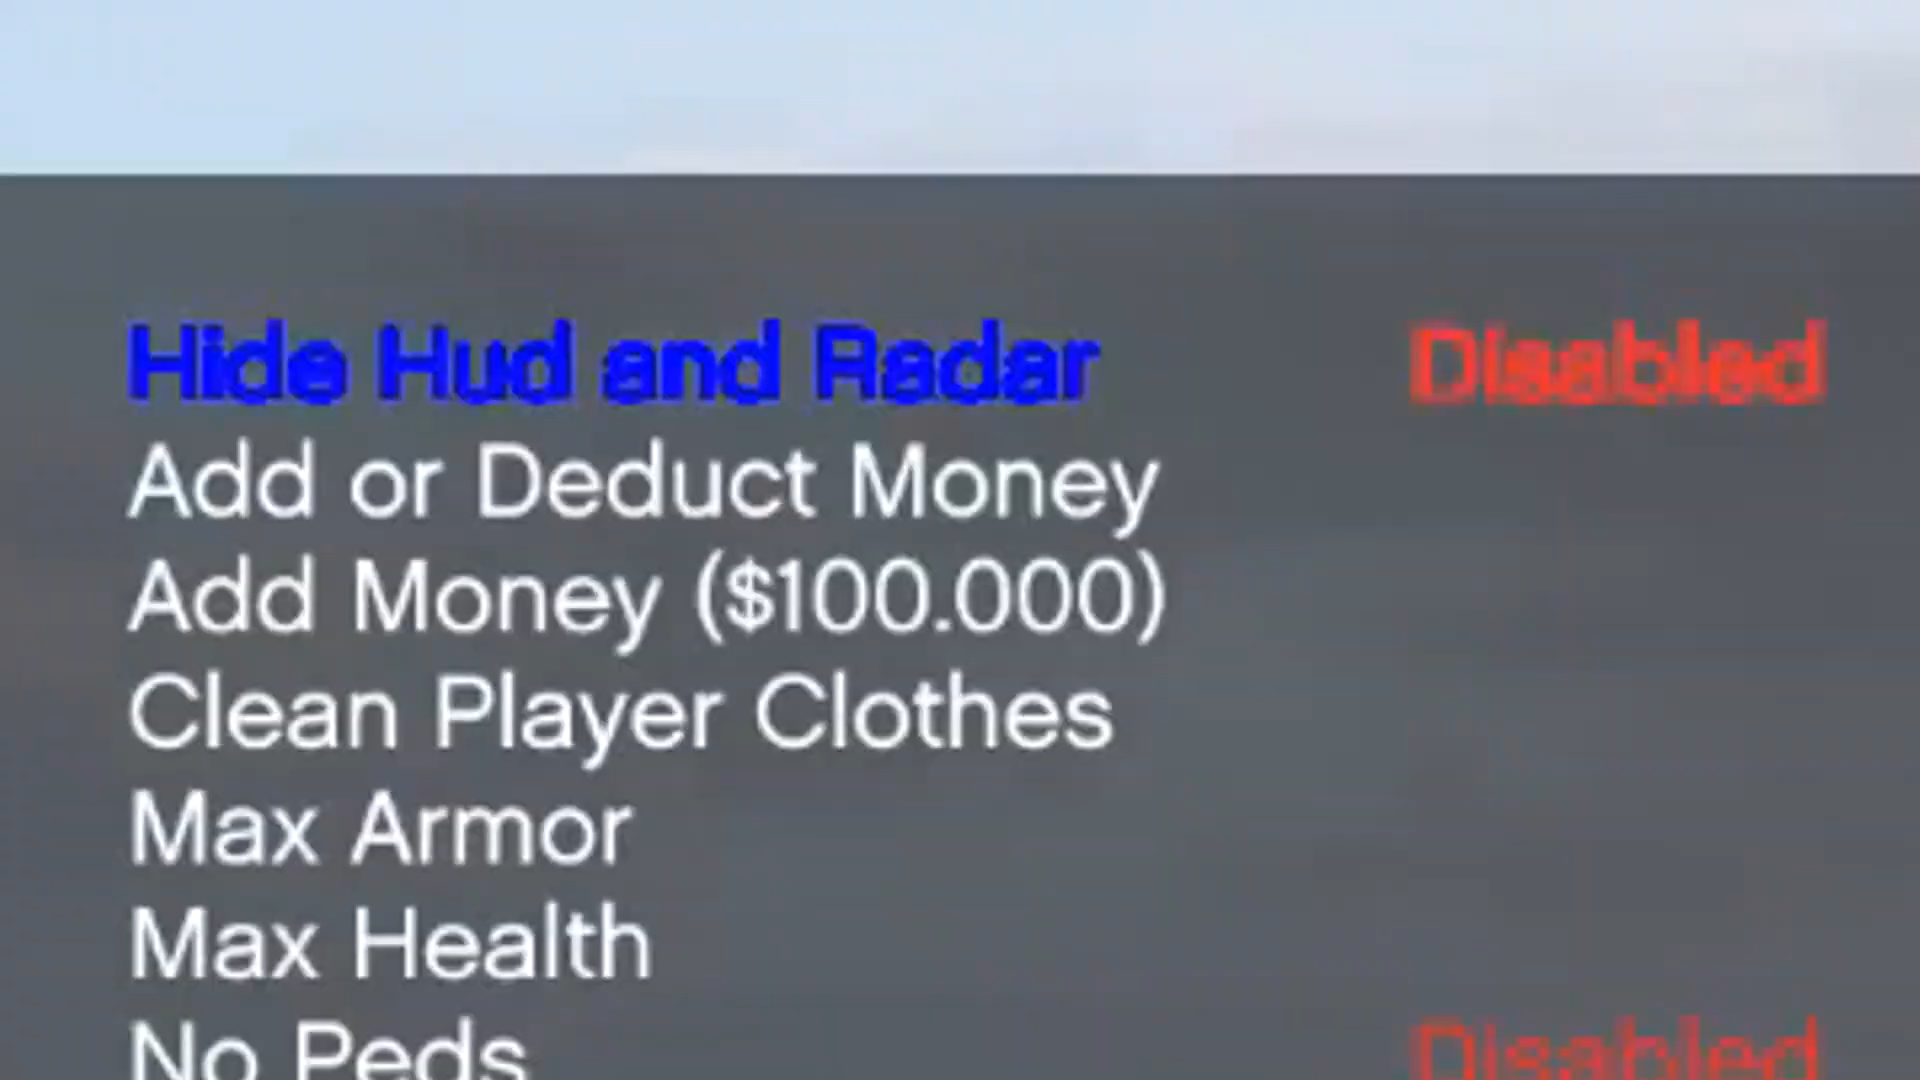 Hide Hud and Radar Disabled
Add or Deduct Money
Add Money ($100.000)
Clean Player Clothes
Max Armor
Max Health
No Peds Disabled